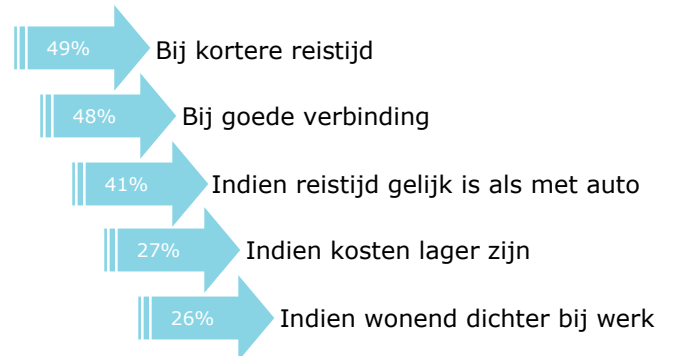 49% Bij kortere reistijd
48% Bij goede verbinding
41% Indien reistijd gelijk is als met auto
27% Indien kosten lager zijn
26% Indien wonend dichter bij werk